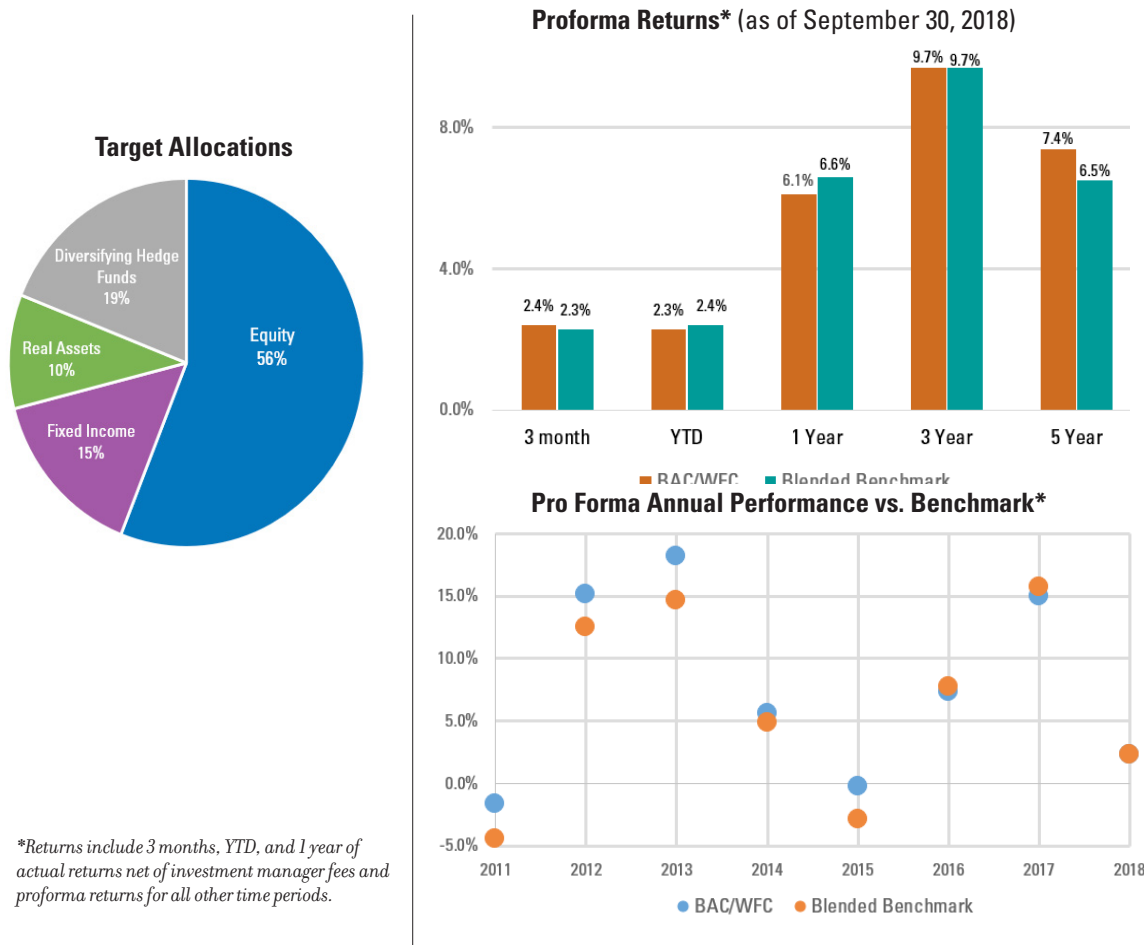 Target Allocations
Diversifying Hedge
Funds
19%
Equity
56%
Real Assets
10%
Fixed Income
15%
*Returns include 3 months, YTD, and 1 year of
actual returns net of investment manager fees and
proforma returns for all other time periods.
Proforma Returns* (as of September 30, 2018)
8.0%
4.0%
0.0%
2.4%
2.3%
2.3%
2.4%
6.1%
6.6%
9.7%
9.7%
7.4%
6.5%
3 month
YTD
1 Year
3 Year
5 Year
BAC/WFC
Blended Benchmark
Pro Forma Annual Performance vs. Benchmark*
20.0%
15.0%
10.0%
5.0%
0.0%
-5.0%
2011
2012
2013
2014
2015
2016
2017
2018
BAC/WFC
Blended Benchmark